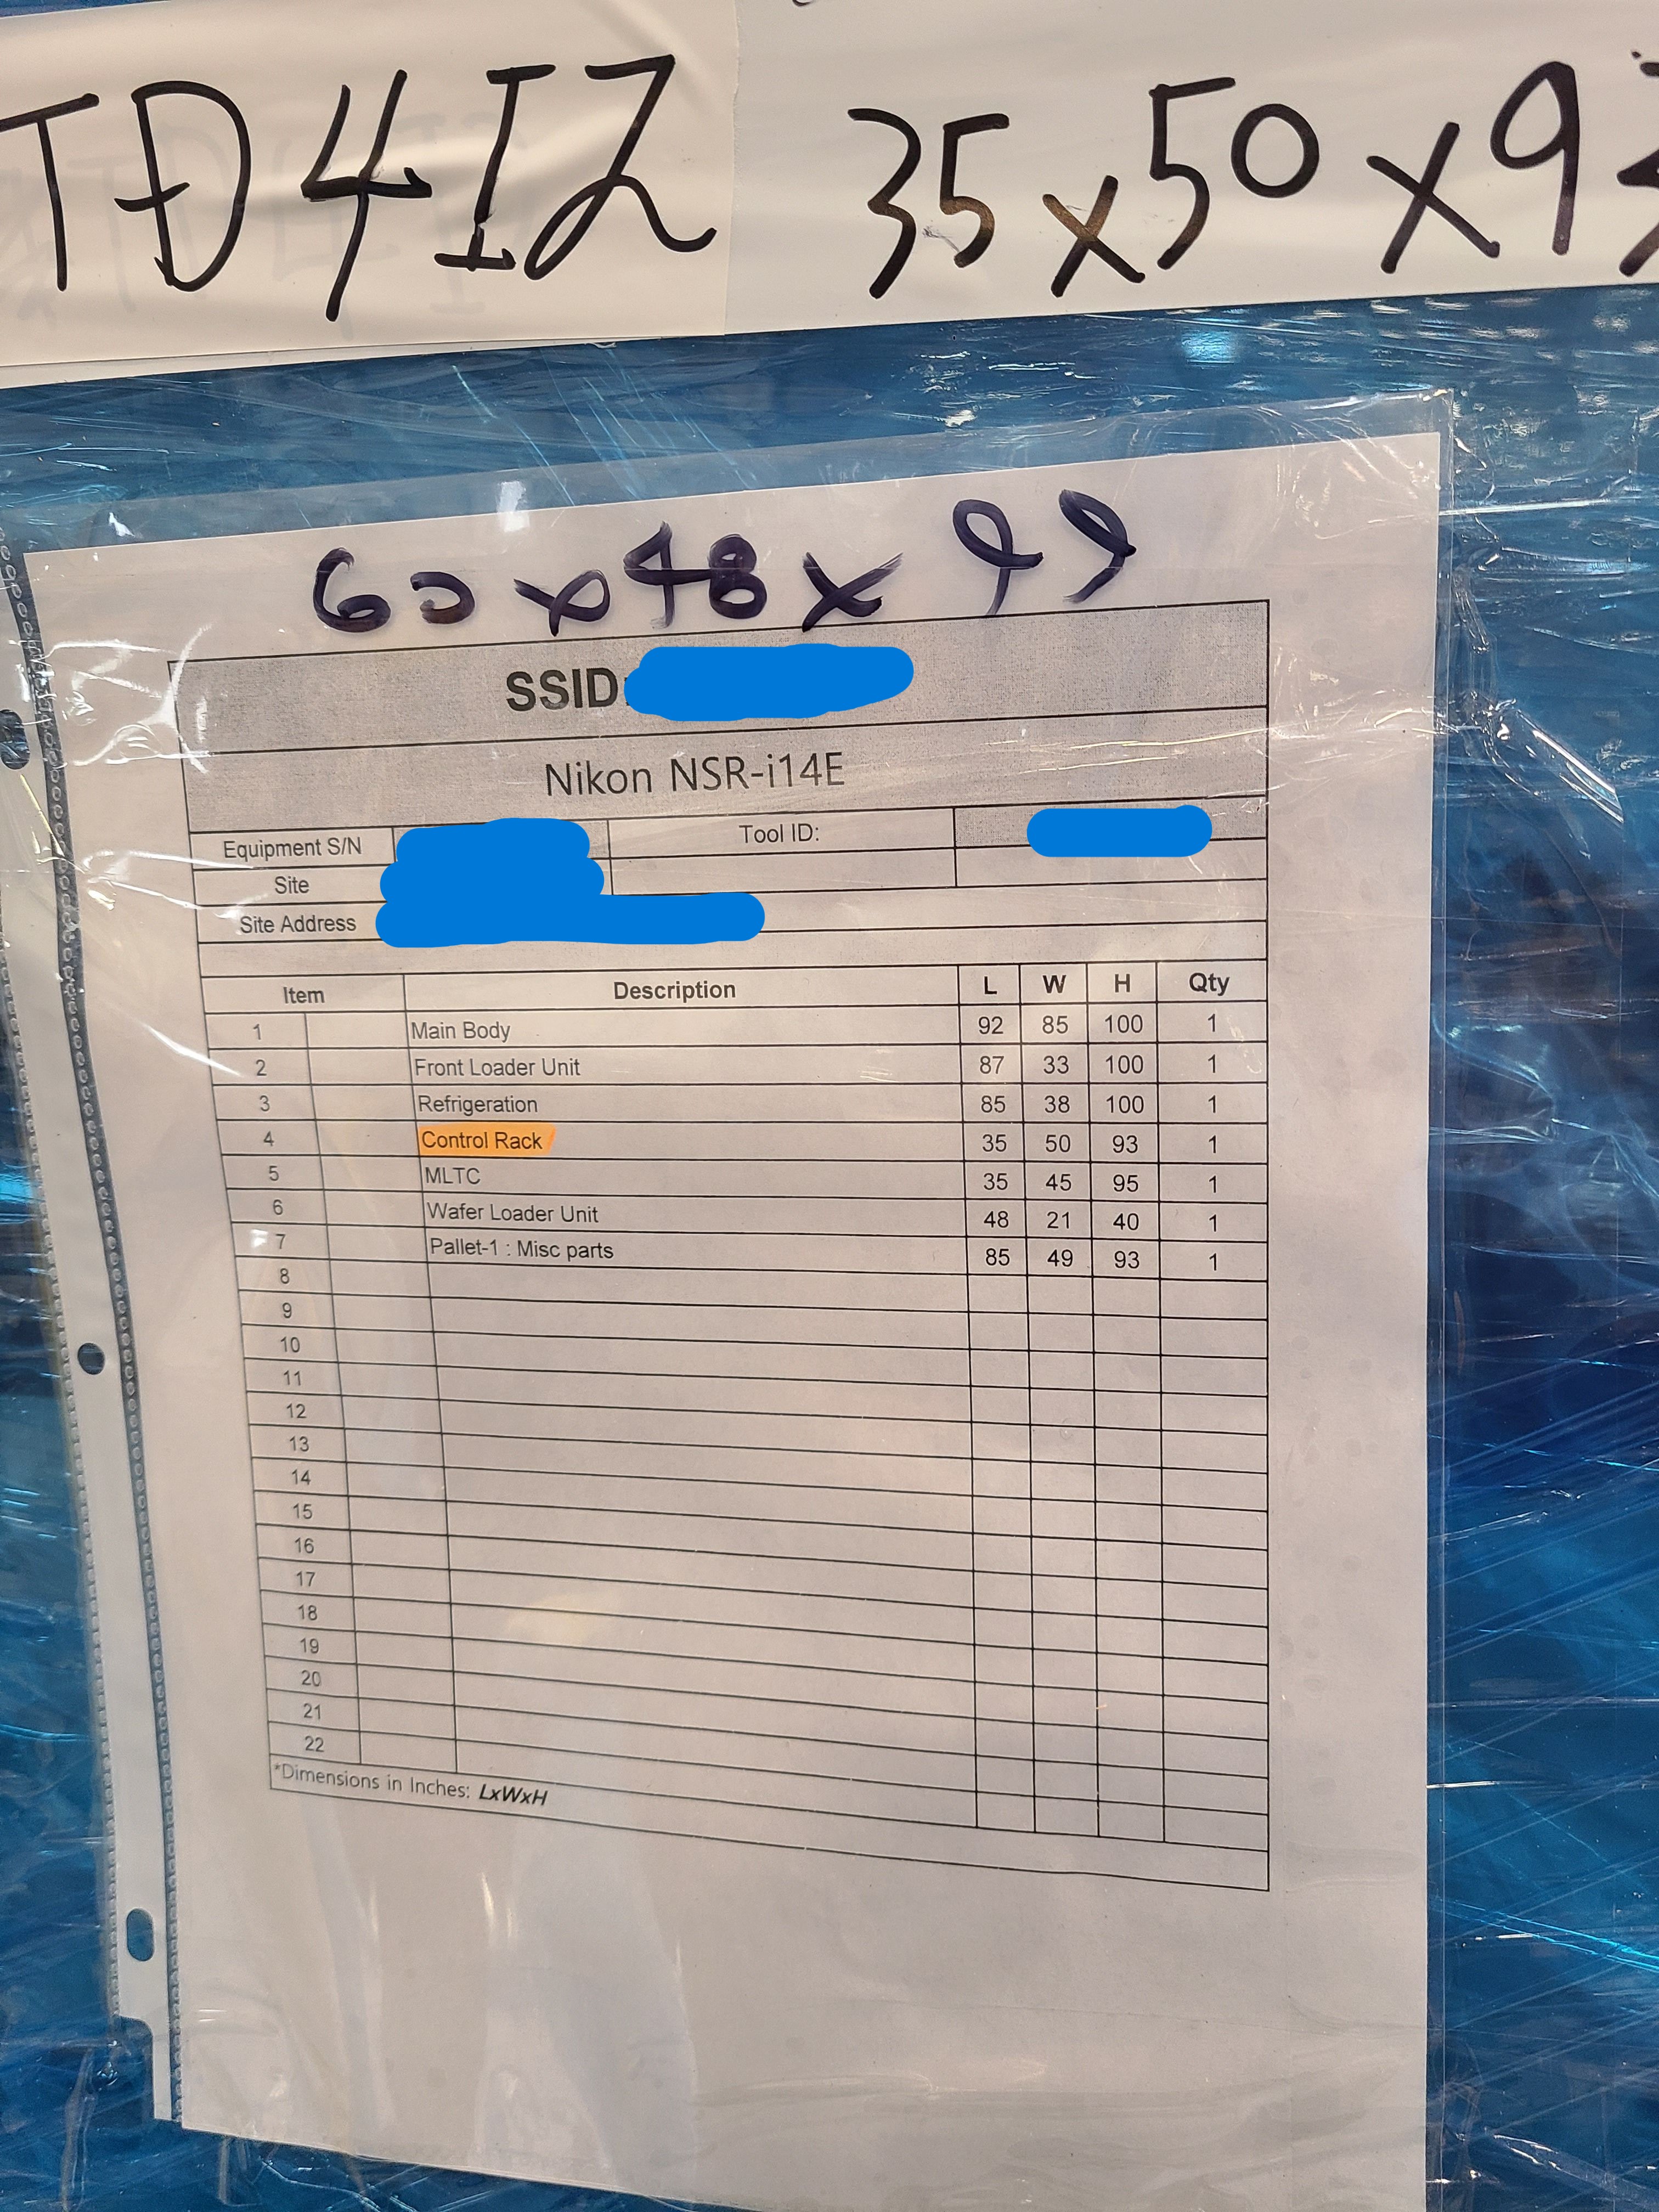 TD4IZ 35x50x93
60x48x99
SSID:
Nikon NSR-i14E
Equipment S/N Tool ID:
Site
Site Address
Item Description L W H Qty
1 Main Body 92 85 100 1
2 Front Loader Unit 87 33 100 1
3 Refrigeration 85 38 100 1
4 Control Rack 35 50 93 1
5 MLTC 35 45 95 1
6 Wafer Loader Unit 48 21 40 1
7 Pallet-1 : Misc parts 85 49 93 1
8
9
10
11
12
13
14
15
16
17
18
19
20
21
22
*Dimensions in Inches: LxWxH